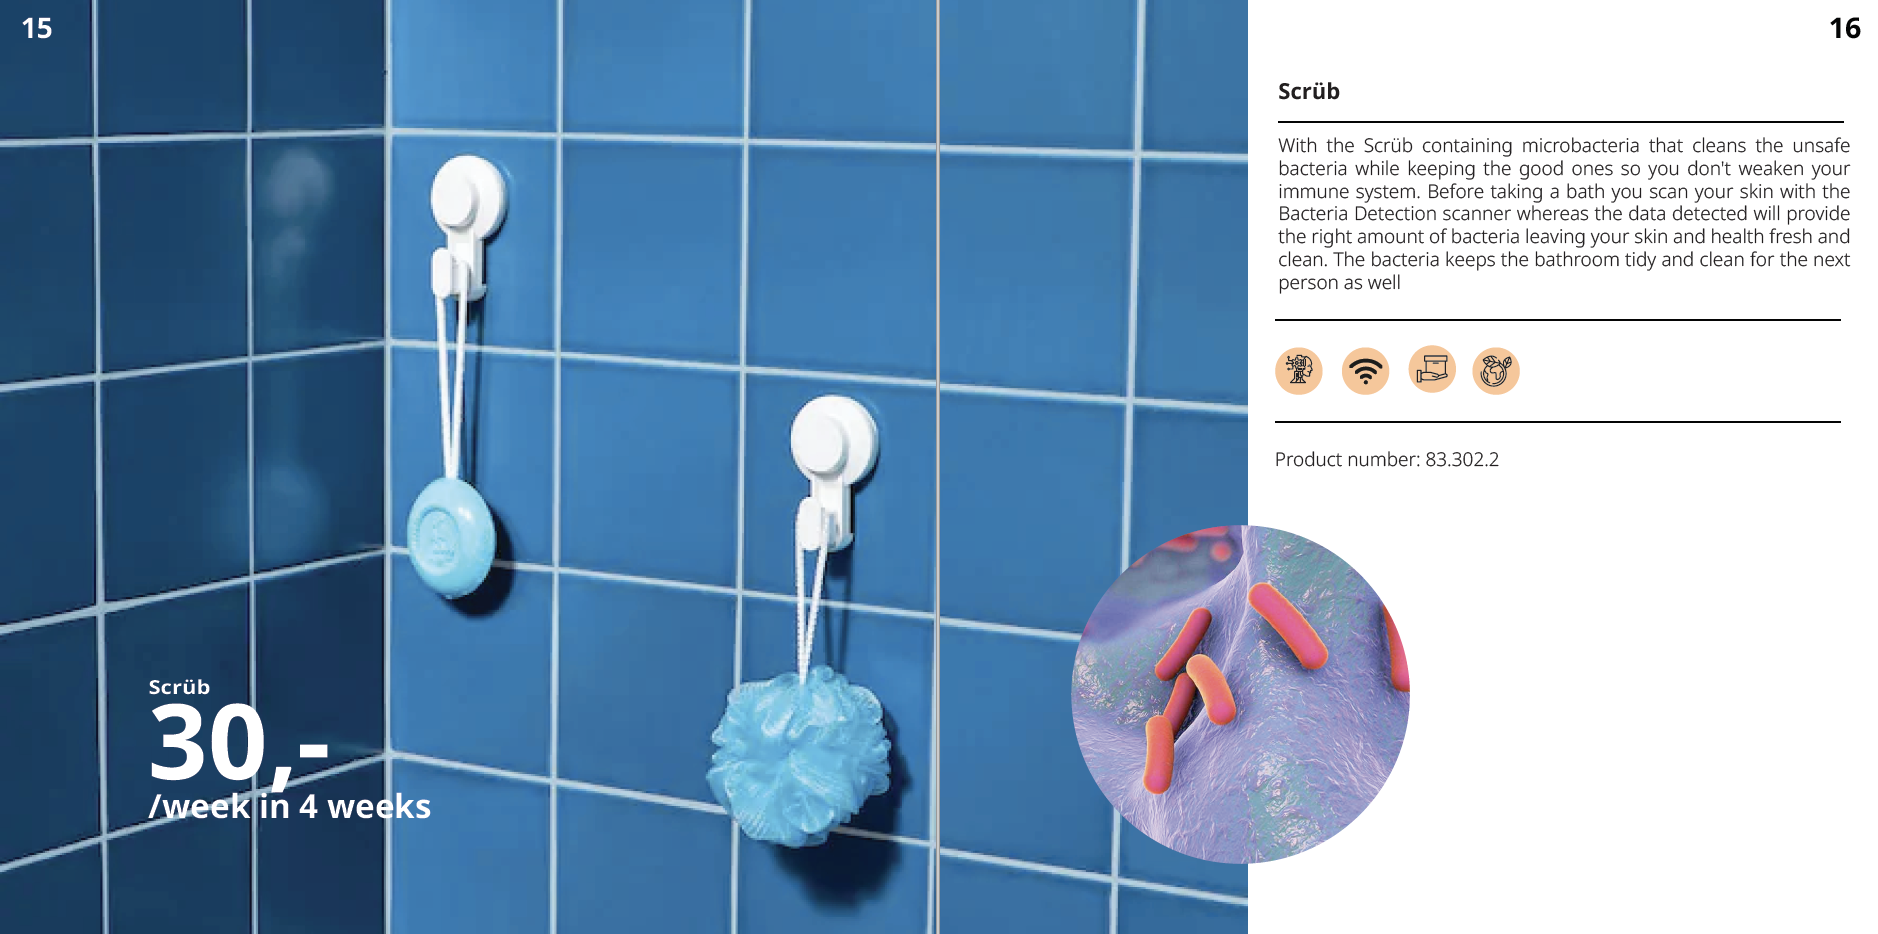 15
Scrüb
30,-
/week in 4 weeks
16
Scrüb
With the Scrüb containing microbacteria that cleans the unsafe
bacteria while keeping the good ones so you don't weaken your
immune system. Before taking a bath you scan your skin with the
Bacteria Detection scanner whereas the data detected will provide
the right amount of bacteria leaving your skin and health fresh and
clean. The bacteria keeps the bathroom tidy and clean for the next
person as well
Product number: 83.302.2